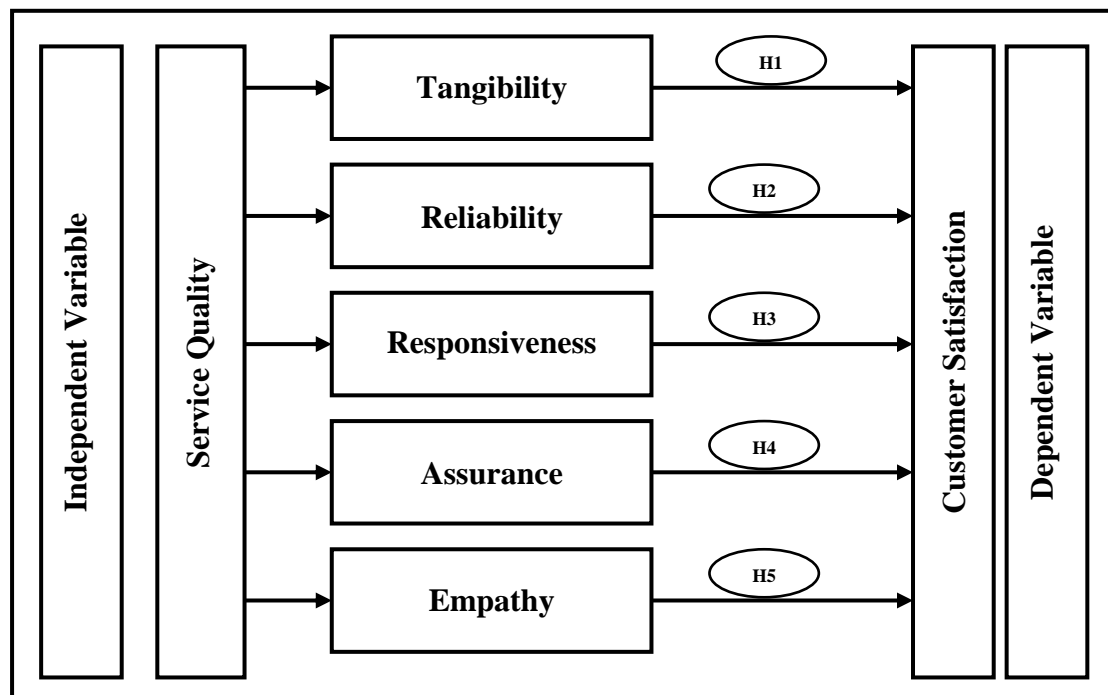 Independent Variable
Service Quality
Tangibility
H1
Reliability
H2
Responsiveness
H3
Assurance
H4
Empathy
H5
Customer Satisfaction
Dependent Variable